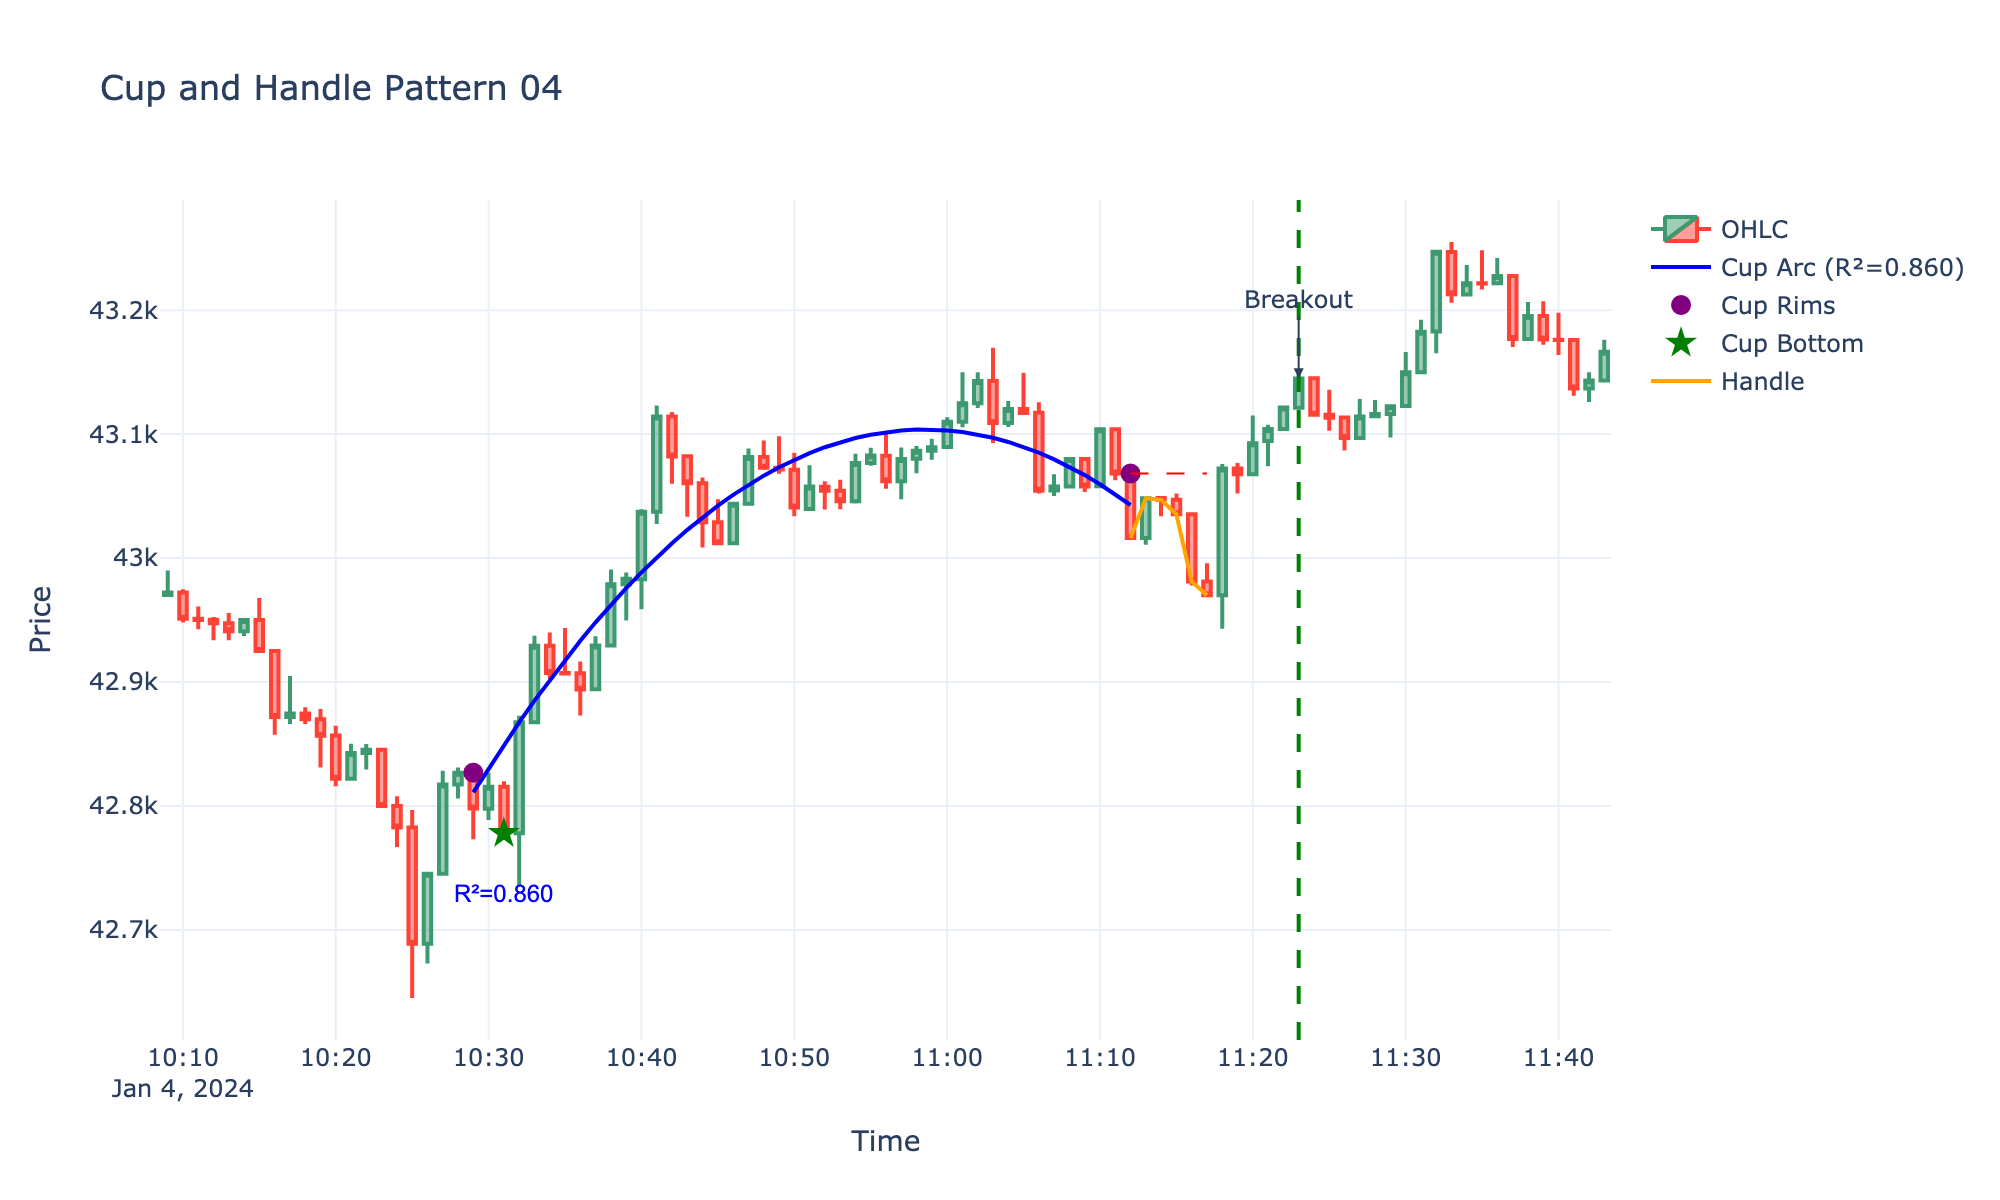 Cup and Handle Pattern 04
OHLC
Cup Arc (R²=0.860)
Cup Rims
Cup Bottom
Handle
Breakout
43.2k
43.1k
43k
42.9k
42.8k
42.7k
R²=0.860
Price
10:10
10:20
10:30
10:40
10:50
11:00
11:10
11:20
11:30
11:40
Jan 4, 2024
Time